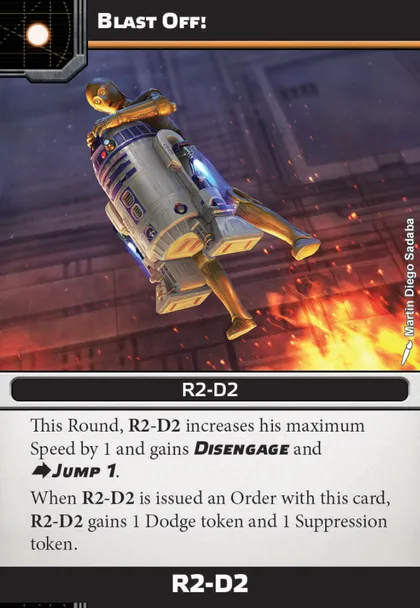 Blast Off!
Martin Diego Sadaba
R2-D2
This Round, R2-D2 increases his maximum
Speed by 1 and gains Disengage and
Jump 1.
When R2-D2 is issued an Order with this card,
R2-D2 gains 1 Dodge token and 1 Suppression
token.
R2-D2